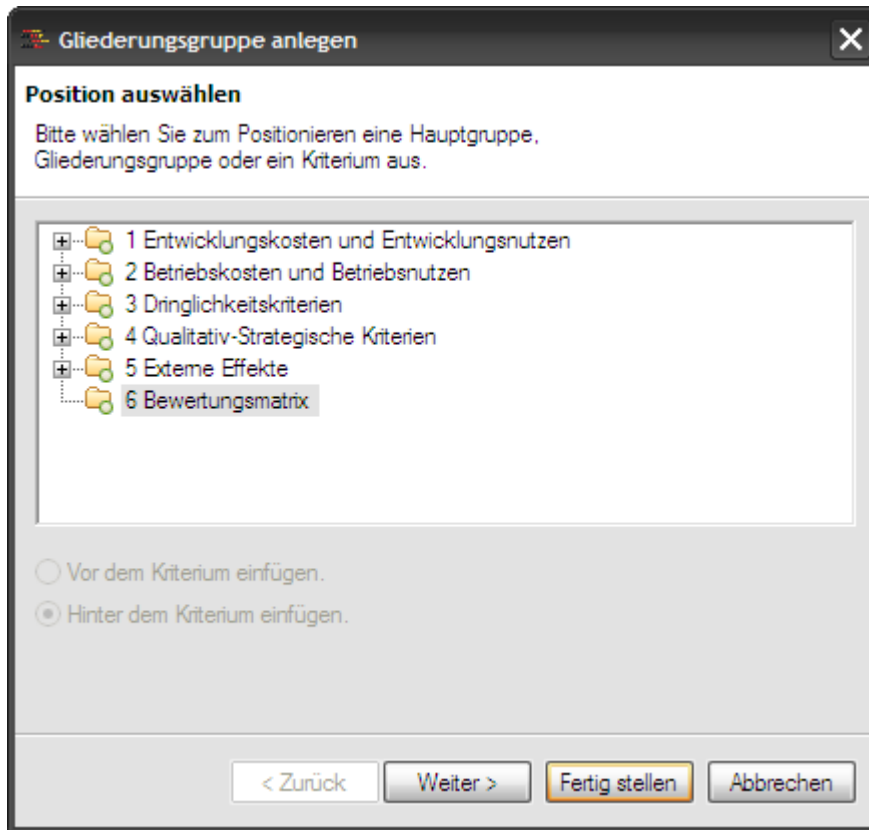 Gliederungsgruppe anlegen
Position auswählen
Bitte wählen Sie zum Positionieren eine Hauptgruppe,
Gliederungsgruppe oder ein Kriterium aus.
1 Entwicklungskosten und Entwicklungsnutzen
2 Betriebskosten und Betriebsnutzen
3 Dringlichkeitskriterien
4 Qualitativ-Strategische Kriterien
5 Externe Effekte
6 Bewertungsmatrix
Vor dem Kriterium einfügen.
Hinter dem Kriterium einfügen.
< Zurück Weiter > Fertig stellen Abbrechen